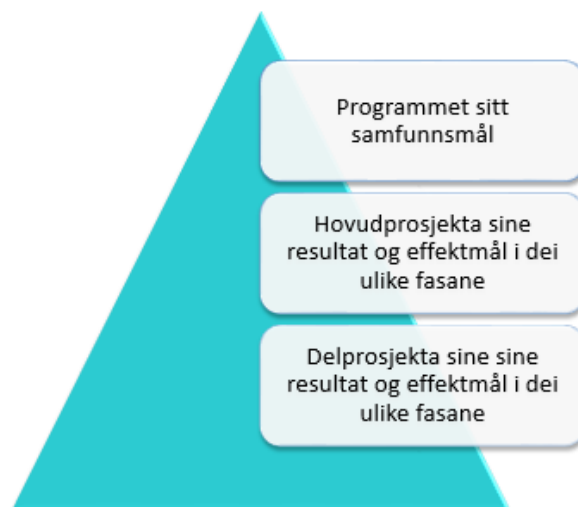 Programmet sitt
samfunnsmål
Hovudprosjekta sine
resultat og effektmål i dei
ulike fasane
Delprosjekta sine sine
resultat og effektmål i dei
ulike fasane